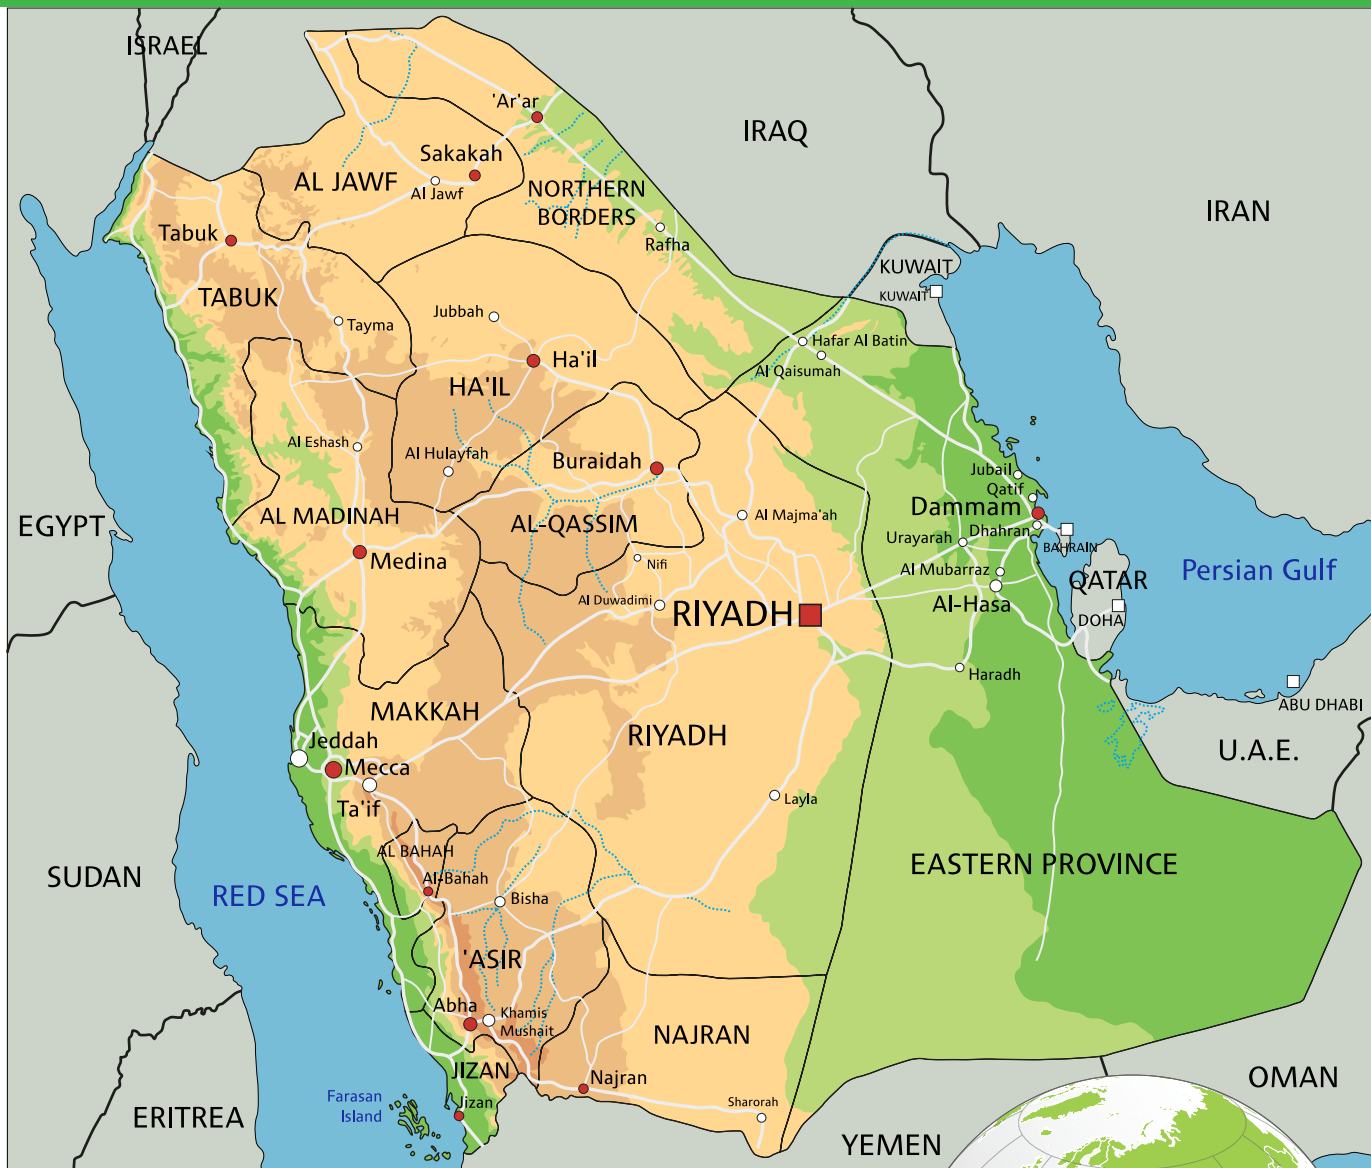 ISRAEL
'Ar'ar
IRAQ
Sakakah
AL JAWF
Al Jawf
NORTHERN
BORDERS
IRAN
Tabuk
Rafha
KUWAIT
KUWAIT
TABUK
Jubbah
Tayma
Hafar Al Batin
Al Qaisumah
Ha'il
HA'IL
Al Eshash
Al Hulayfah
Buraidah
Jubail
Qatif
Dammam
EGYPT
AL MADINAH
AL-QASSIM
Al Majma'ah
Urayarah
Dhahran
BAHRAIN
Medina
Nifi
Al Mubarraz
QATAR
Persian Gulf
Al Duwadimi
RIYADH
Al-Hasa
DOHA
Haradh
ABU DHABI
MAKKAH
RIYADH
U.A.E.
Jeddah
Mecca
Ta'if
Layla
AL BAHAH
EASTERN PROVINCE
SUDAN
RED SEA
Al-Bahah
Bisha
'ASIR
Abha
Khamis
Mushait
NAJRAN
JIZAN
Najran
OMAN
Farasan
Island
Jizan
Sharorah
ERITREA
YEMEN